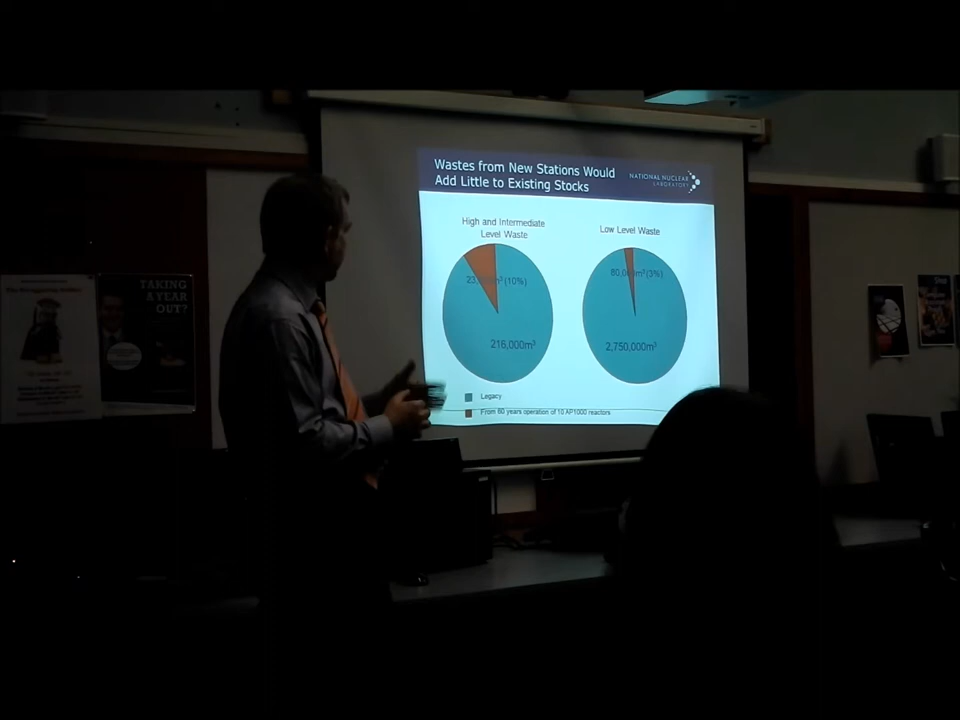 Wastes from New Stations Would
Add Little to Existing Stocks
NATIONAL NUCLEAR
LABORATORY
High and Intermediate
Level Waste
(10%)
216,000m³
Low Level Waste
(3%)
2,750,000m³
Legacy
From 60 years operation of 10 AP1000 reactors
TAKING
A YEAR
OUT?